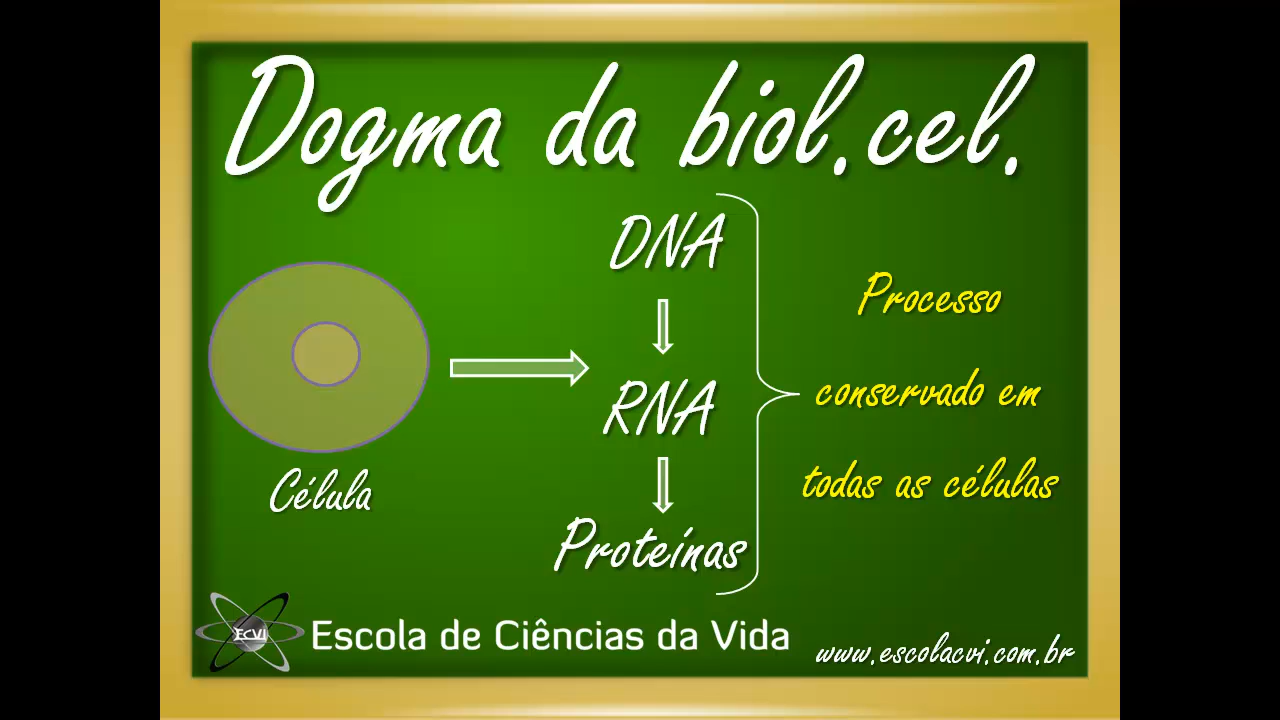 Dogma da biol.cel.
DNA
RNA
Proteínas
Célula
Processo
conservado em
todas as células
ECVI
Escola de Ciências da Vida
www.escolacvi.com.br